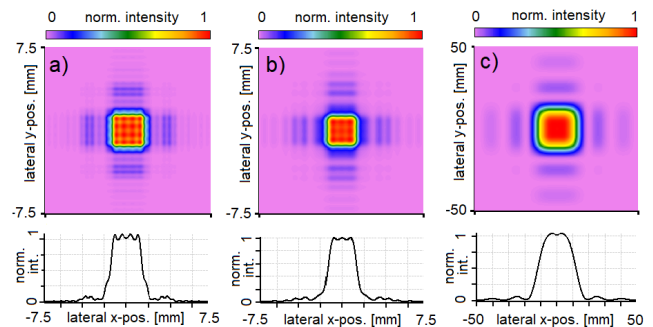 0 norm. intensity 1
7.5
a)
lateral y-pos. [mm]
-7.5
1
norm.
int.
0
-7.5 lateral x-pos. [mm] 7.5
0 norm. intensity 1
7.5
b)
lateral y-pos. [mm]
-7.5
1
norm.
int.
0
-7.5 lateral x-pos. [mm] 7.5
0 norm. intensity 1
50
c)
lateral y-pos. [mm]
-50
1
norm.
int.
0
-50 lateral x-pos. [mm] 50